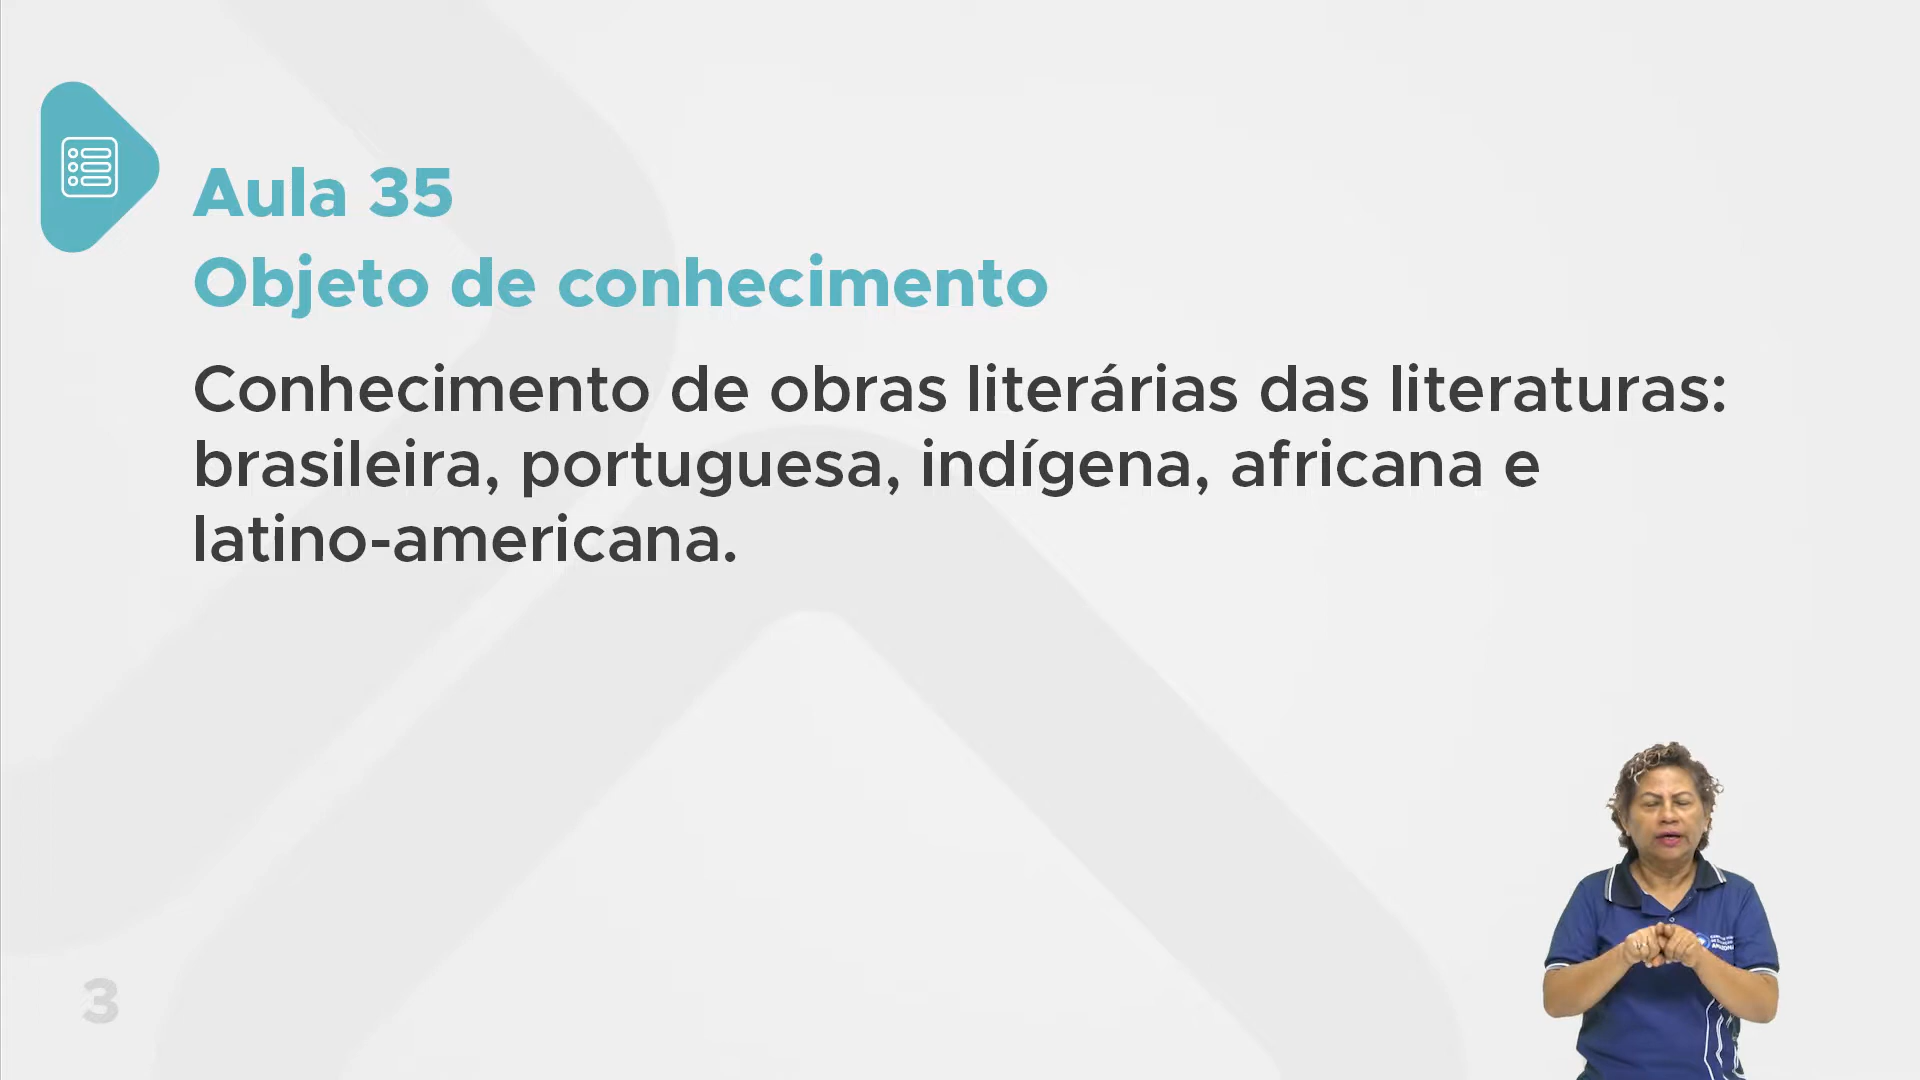 Aula 35
Objeto de conhecimento
Conhecimento de obras literárias das literaturas:
brasileira, portuguesa, indígena, africana e
latino-americana.
3